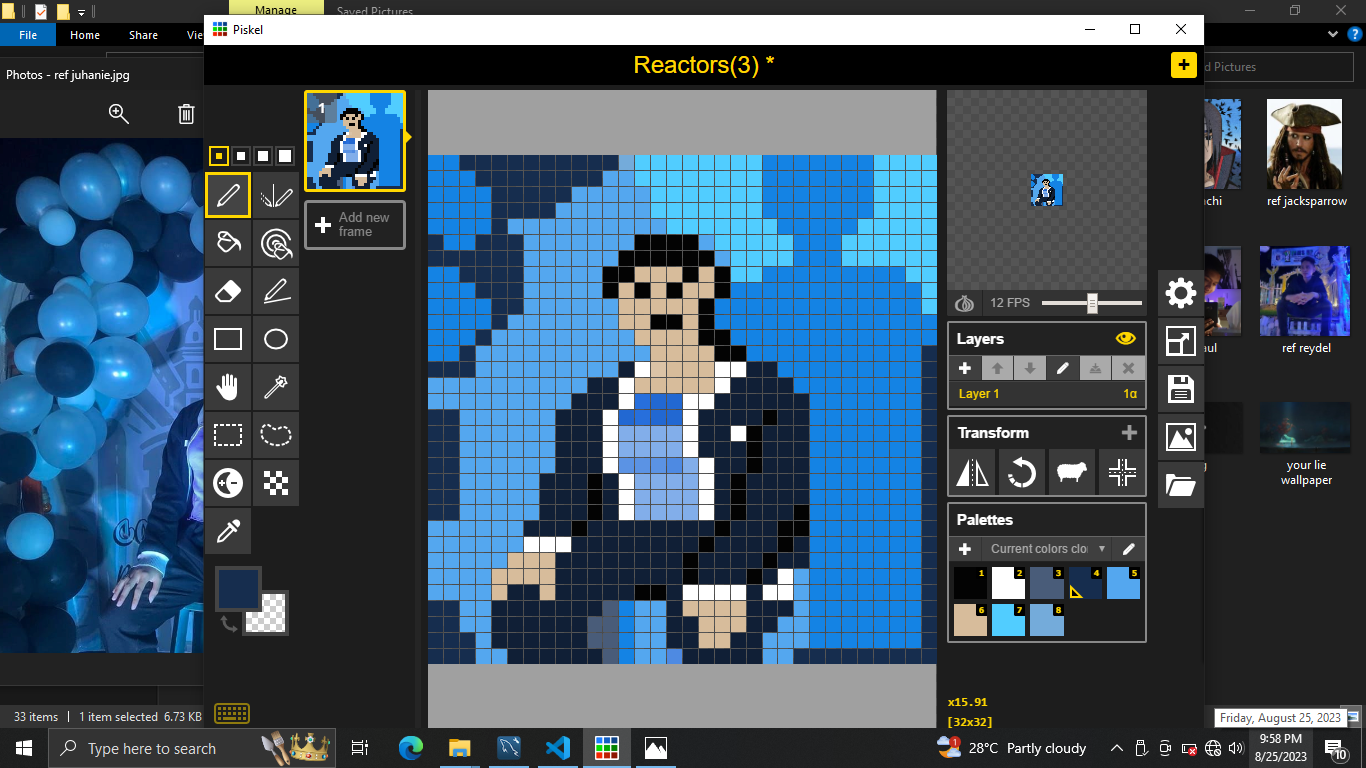 Manage
Saved Pictures
File
Home
Share
Vie
Photos - ref juhanie.jpg
Piskel
Reactors(3) *
+
d Pictures
1
Add new
frame
12 FPS
Layers
Layer 1
1α
Transform
Palettes
Current colors clo
1
2
3
4
5
6
7
8
x15.91
[32x32]
achi
ref jacksparrow
aul
ref reydel
g
your lie
wallpaper
33 items
1 item selected 6.73 KB
Friday, August 25, 2023
Type here to search
1
28°C Partly cloudy
9:58 PM
8/25/2023
10